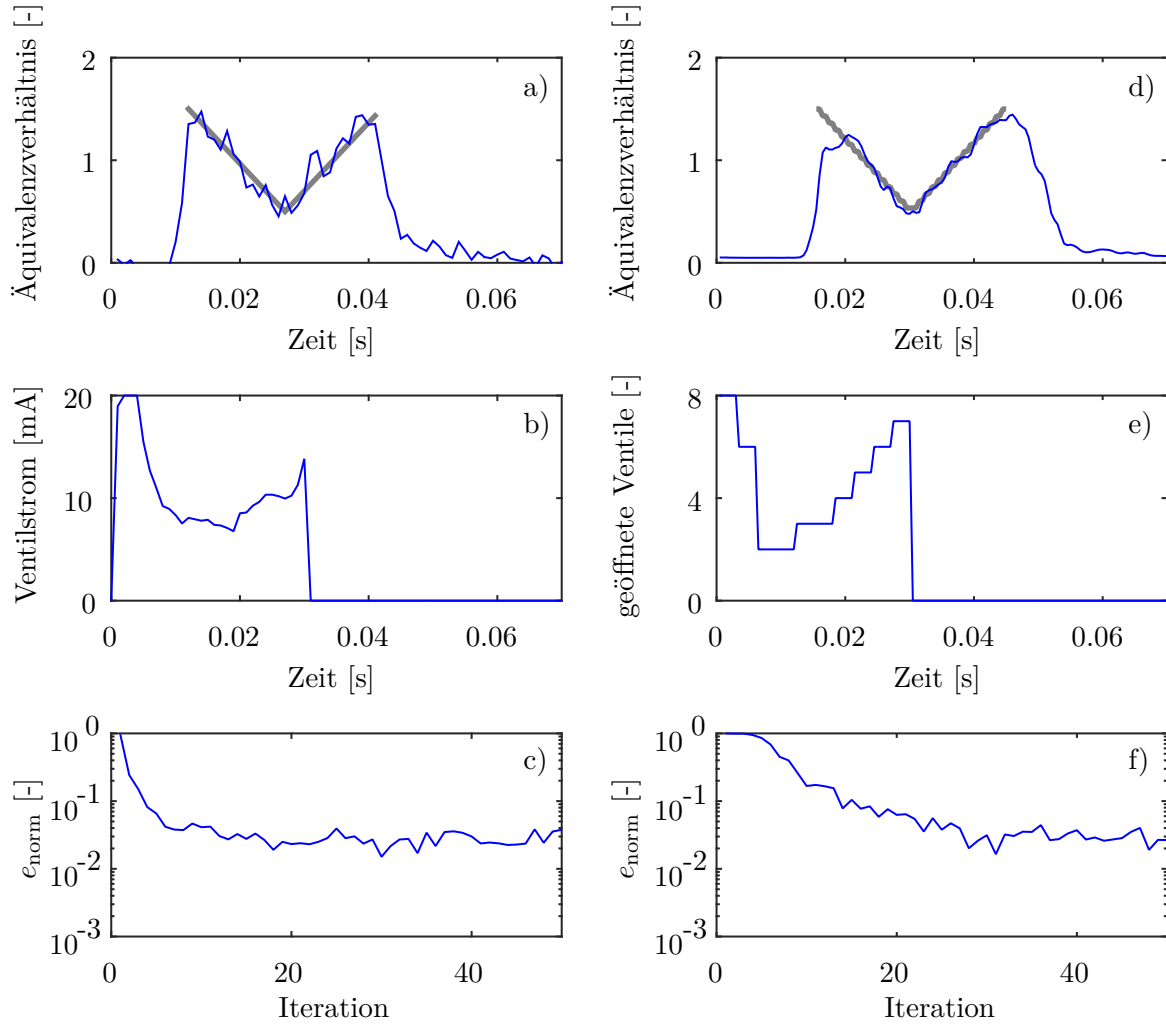 Äquivalenzverhältnis [-]
2
1
0
a)
0 0.02 0.04 0.06
Zeit [s]
Äquivalenzverhältnis [-]
2
1
0
d)
0 0.02 0.04 0.06
Zeit [s]
Ventilstrom [mA]
20
10
0
b)
0 0.02 0.04 0.06
Zeit [s]
geöffnete Ventile [-]
8
4
0
e)
0 0.02 0.04 0.06
Zeit [s]
e_norm [-]
10^0
10^-1
10^-2
10^-3
c)
0 20 40
Iteration
e_norm [-]
10^0
10^-1
10^-2
10^-3
f)
0 20 40
Iteration